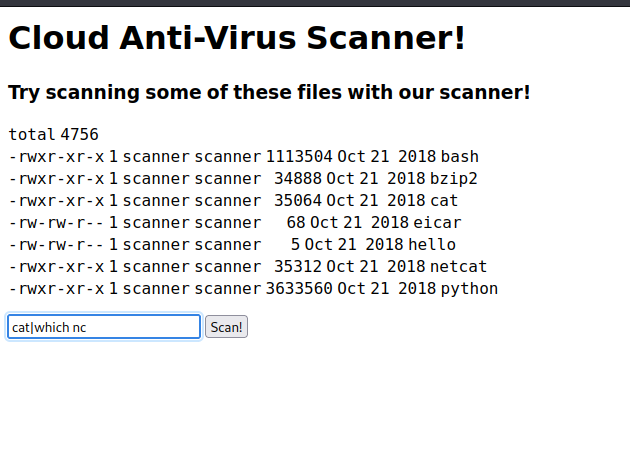 Cloud Anti-Virus Scanner!
Try scanning some of these files with our scanner!
total 4756
-rwxr-xr-x 1 scanner scanner 1113504 Oct 21 2018 bash
-rwxr-xr-x 1 scanner scanner 34888 Oct 21 2018 bzip2
-rwxr-xr-x 1 scanner scanner 35064 Oct 21 2018 cat
-rw-rw-r-- 1 scanner scanner 68 Oct 21 2018 eicar
-rw-rw-r-- 1 scanner scanner 5 Oct 21 2018 hello
-rwxr-xr-x 1 scanner scanner 35312 Oct 21 2018 netcat
-rwxr-xr-x 1 scanner scanner 3633560 Oct 21 2018 python
cat|which nc Scan!